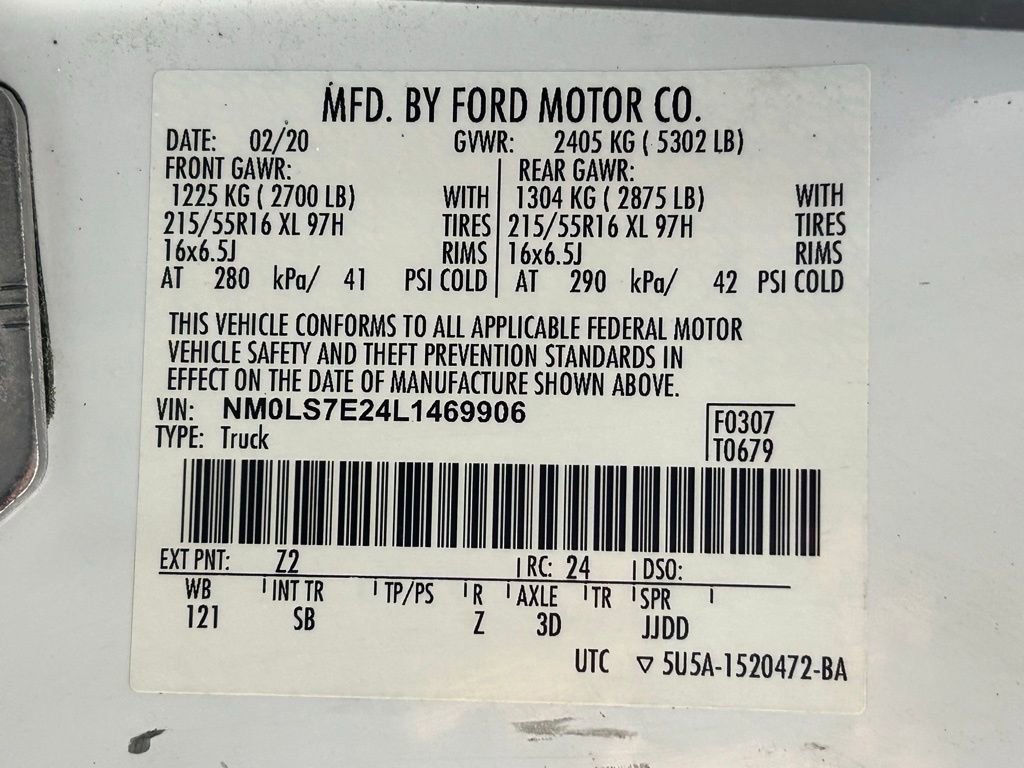 MFD. BY FORD MOTOR CO.
DATE: 02/20 GVWR: 2405 KG ( 5302 LB)
FRONT GAWR: REAR GAWR:
1225 KG ( 2700 LB) WITH 1304 KG ( 2875 LB) WITH
215/55R16 XL 97H TIRES 215/55R16 XL 97H TIRES
16x6.5J RIMS 16x6.5J RIMS
AT 280 kPa/ 41 PSI COLD AT 290 kPa/ 42 PSI COLD
THIS VEHICLE CONFORMS TO ALL APPLICABLE FEDERAL MOTOR
VEHICLE SAFETY AND THEFT PREVENTION STANDARDS IN
EFFECT ON THE DATE OF MANUFACTURE SHOWN ABOVE.
VIN: NM0LS7E24L1469906
F0307
TYPE: Truck
T0679
EXT PNT: Z2 RC: 24 DSO:
WB INT TR TP/PS R AXLE TR SPR
121 SB Z 3D JJDD
UTC ▽ 5U5A-1520472-BA